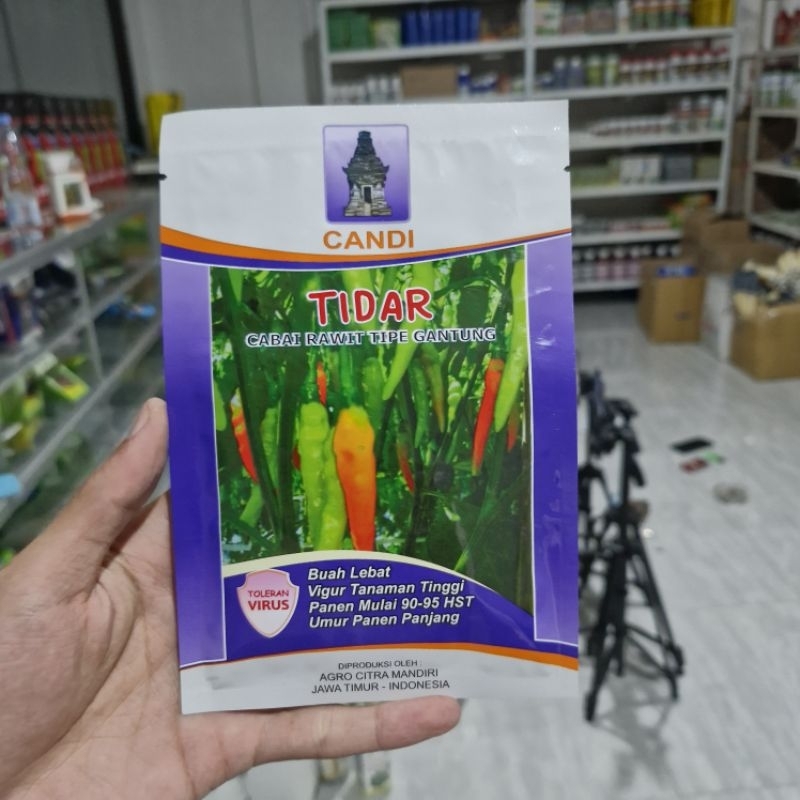 CANDI
TIDAR
CABAI RAWIT TIPE GANTUNG
TOLERAN
VIRUS
Buah Lebat
Vigur Tanaman Tinggi
Panen Mulai 90-95 HST
Umur Panen Panjang
DIPRODUKSI OLEH :
AGRO CITRA MANDIRI
JAWA TIMUR - INDONESIA